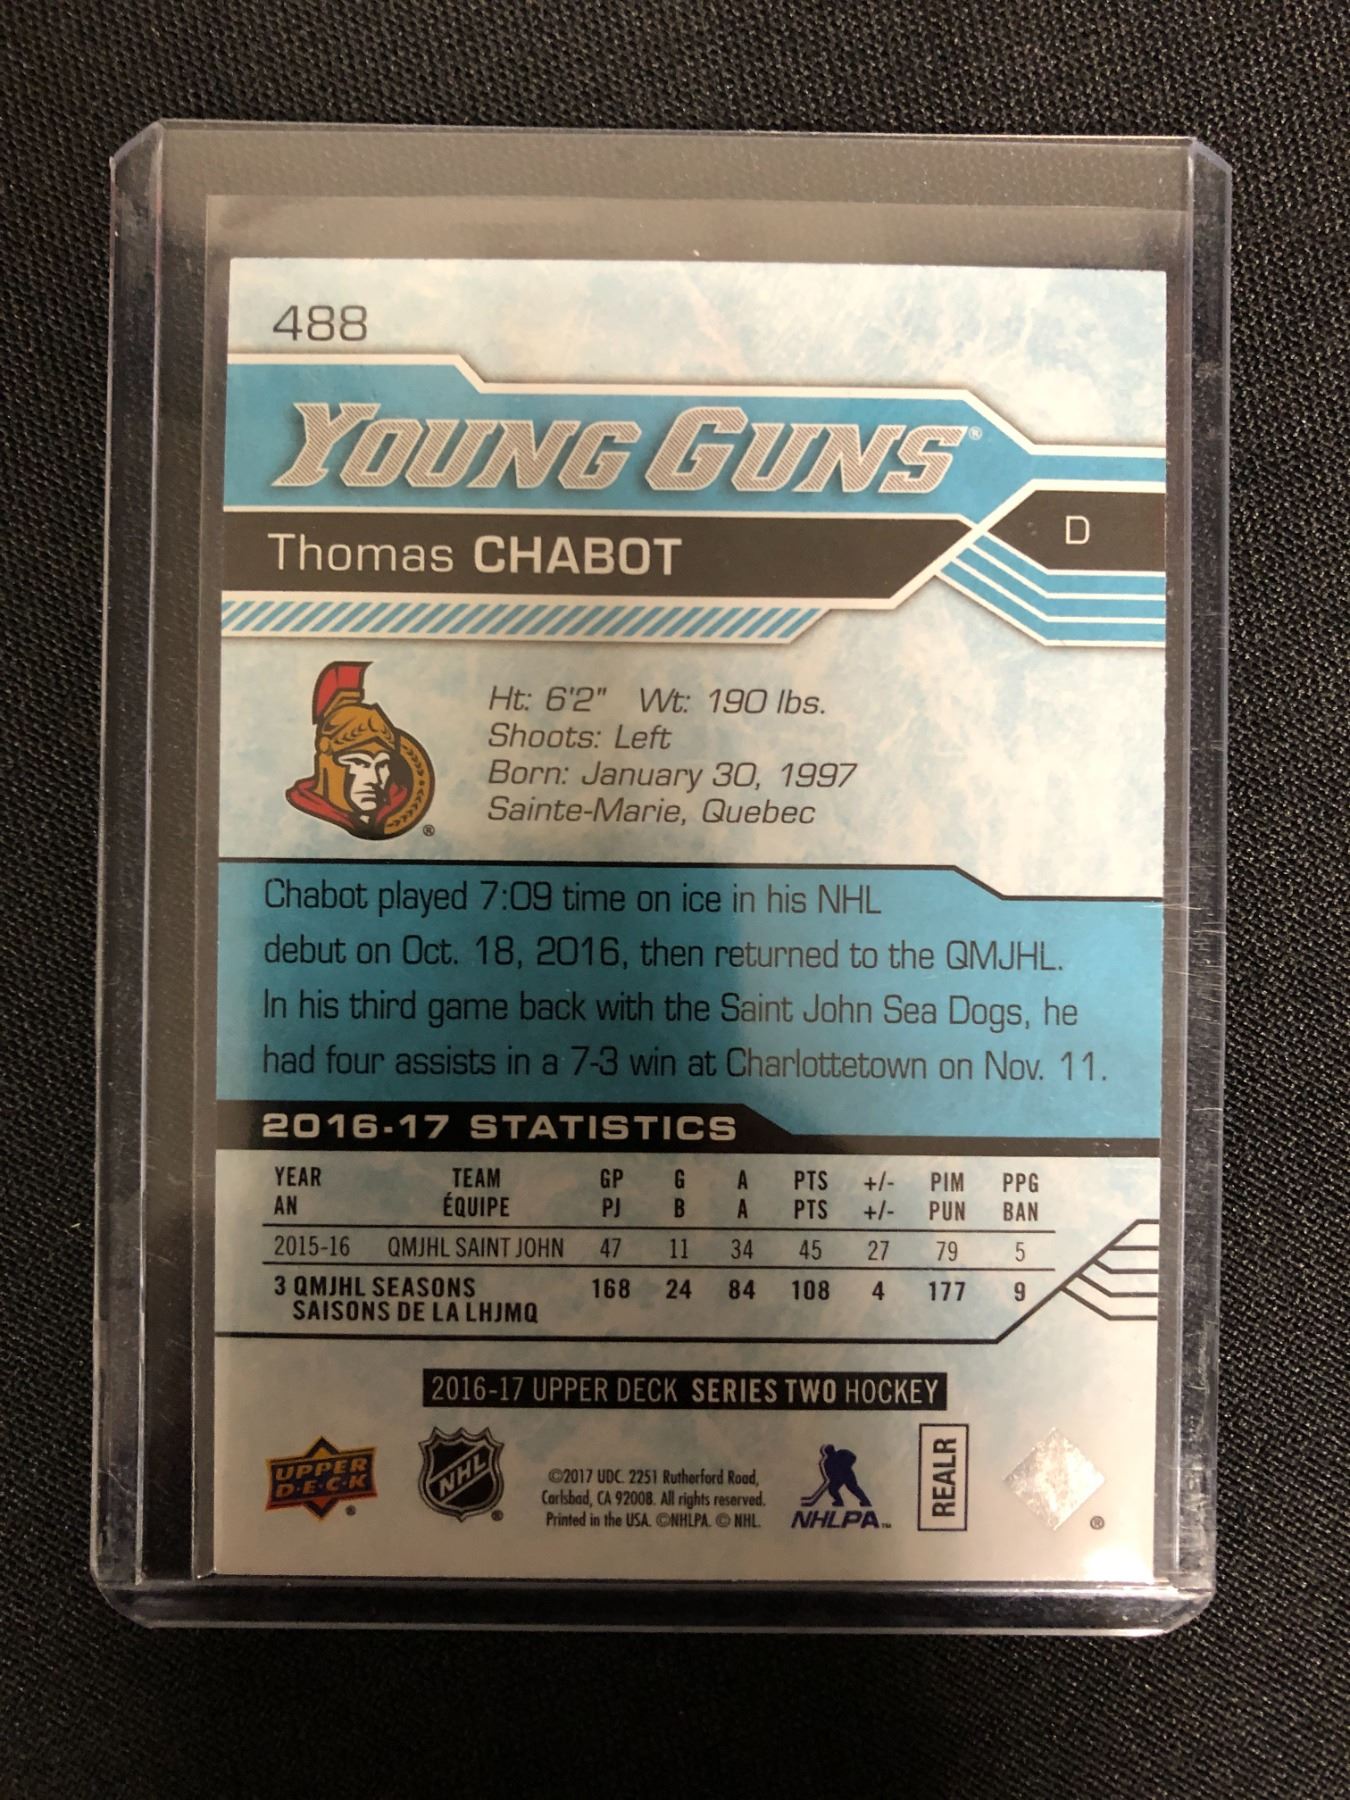 488
YOUNG GUNS®
Thomas CHABOT
D
Ht: 6'2" Wt: 190 lbs.
Shoots: Left
Born: January 30, 1997
Sainte-Marie, Quebec
®
Chabot played 7:09 time on ice in his NHL
debut on Oct. 18, 2016, then returned to the QMJHL.
In his third game back with the Saint John Sea Dogs, he
had four assists in a 7-3 win at Charlottetown on Nov. 11.
2016-17 STATISTICS
YEAR TEAM GP G A PTS +/- PIM PPG
AN ÉQUIPE PJ B A PTS +/- PUN BAN
2015-16 QMJHL SAINT JOHN 47 11 34 45 27 79 5
3 QMJHL SEASONS 168 24 84 108 4 177 9
SAISONS DE LA LHJMQ
2016-17 UPPER DECK SERIES TWO HOCKEY
UPPER
D·E·C·K
®
NHL
®
©2017 UDC. 2251 Rutherford Road,
Carlsbad, CA 92008. All rights reserved.
Printed in the USA. ©NHLPA. © NHL.
NHLPA™
REALR
®